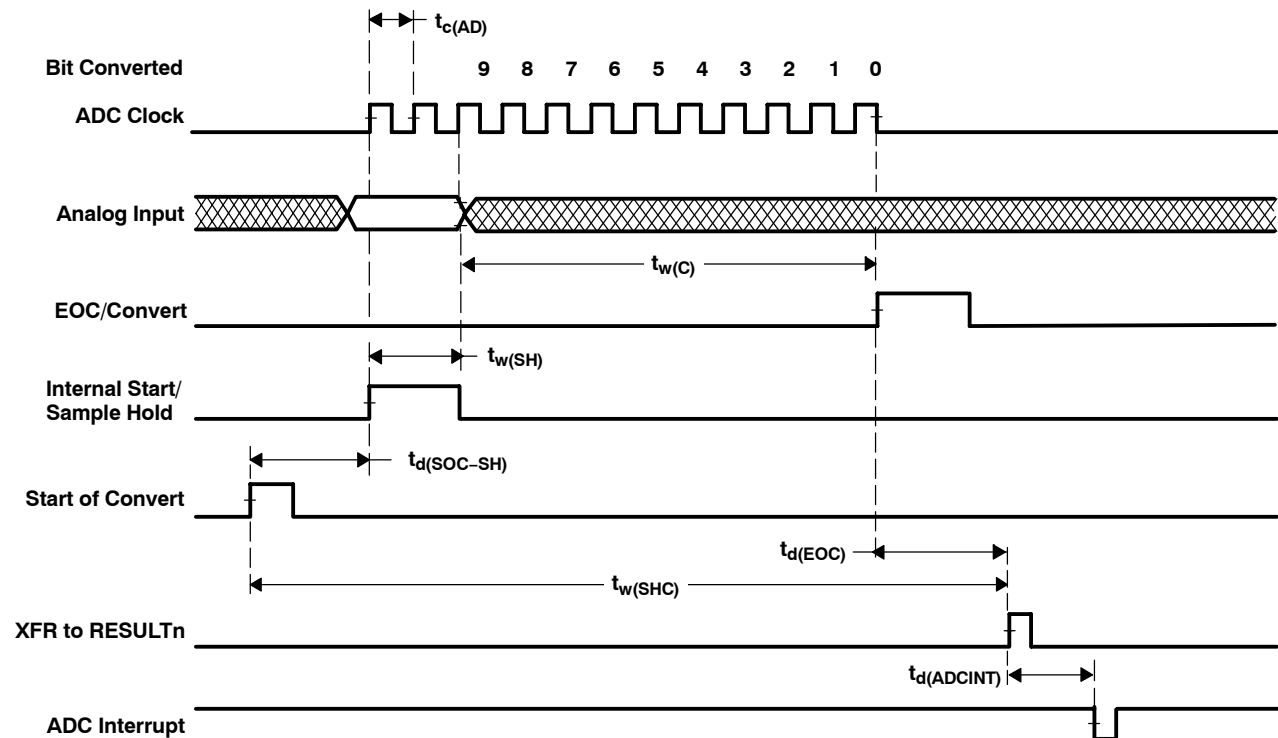 tc(AD)
Bit Converted
9 8 7 6 5 4 3 2 1 0
ADC Clock
Analog Input
tw(C)
EOC/Convert
tw(SH)
Internal Start/
Sample Hold
td(SOC−SH)
Start of Convert
td(EOC)
tw(SHC)
XFR to RESULTn
td(ADCINT)
ADC Interrupt